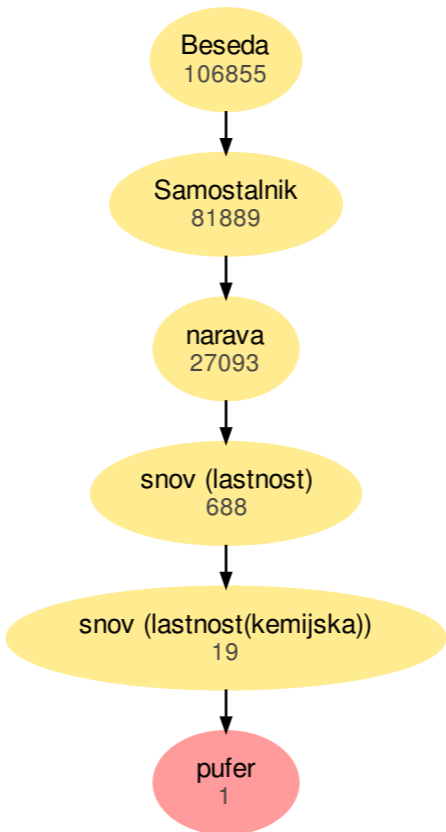 Beseda
106855
Samostalnik
81889
narava
27093
snov (lastnost)
688
snov (lastnost(kemijska))
19
pufer
1